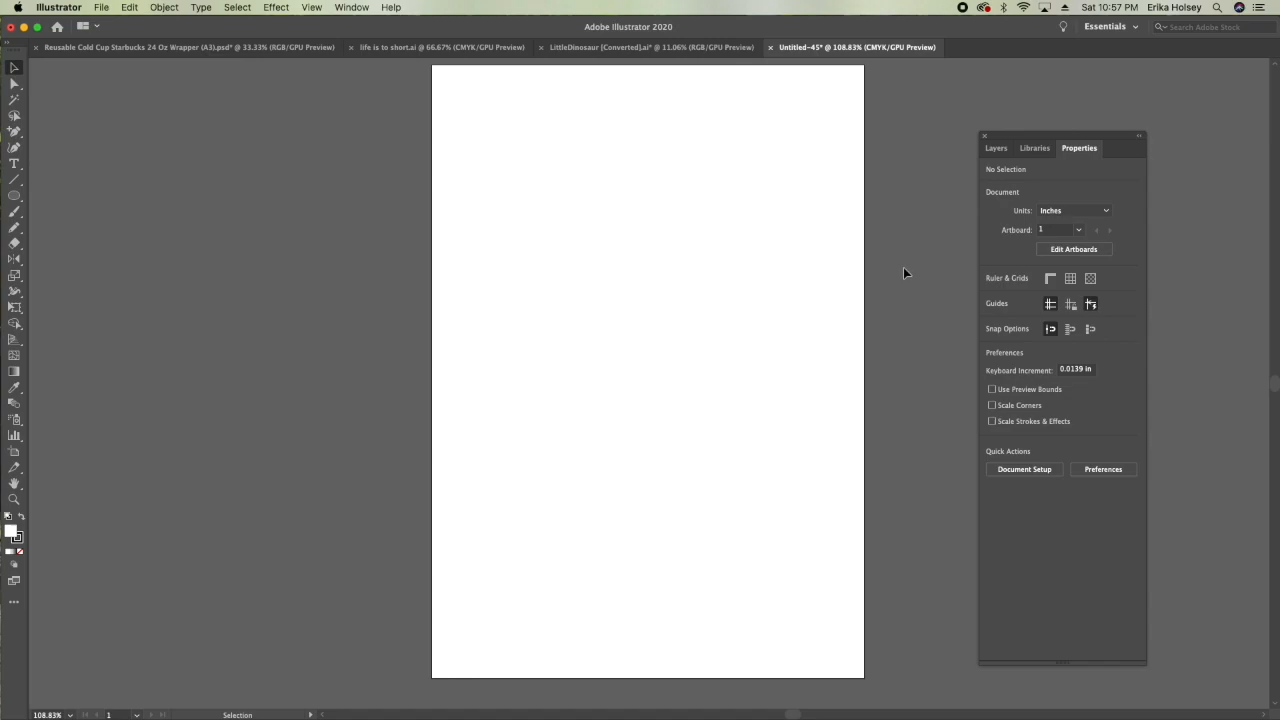 Illustrator File Edit Object Type Select Effect View Window Help
Sat 10:57 PM Erika Holsey
Adobe Illustrator 2020
Essentials
Search Adobe Stock
Reusable Cold Cup Starbucks 24 Oz Wrapper (A3).psd* @ 33.33% (RGB/GPU Preview)
life is to short.ai @ 66.67% (CMYK/GPU Preview)
LittleDinosaur [Converted].ai* @ 11.06% (RGB/GPU Preview)
Untitled-45* @ 108.83% (CMYK/GPU Preview)
Layers Libraries Properties
No Selection
Document
Units: Inches
Artboard: 1
Edit Artboards
Ruler & Grids
Guides
Snap Options
Preferences
Keyboard Increment: 0.0139 in
Use Preview Bounds
Scale Corners
Scale Strokes & Effects
Quick Actions
Document Setup Preferences
108.83% 1 Selection